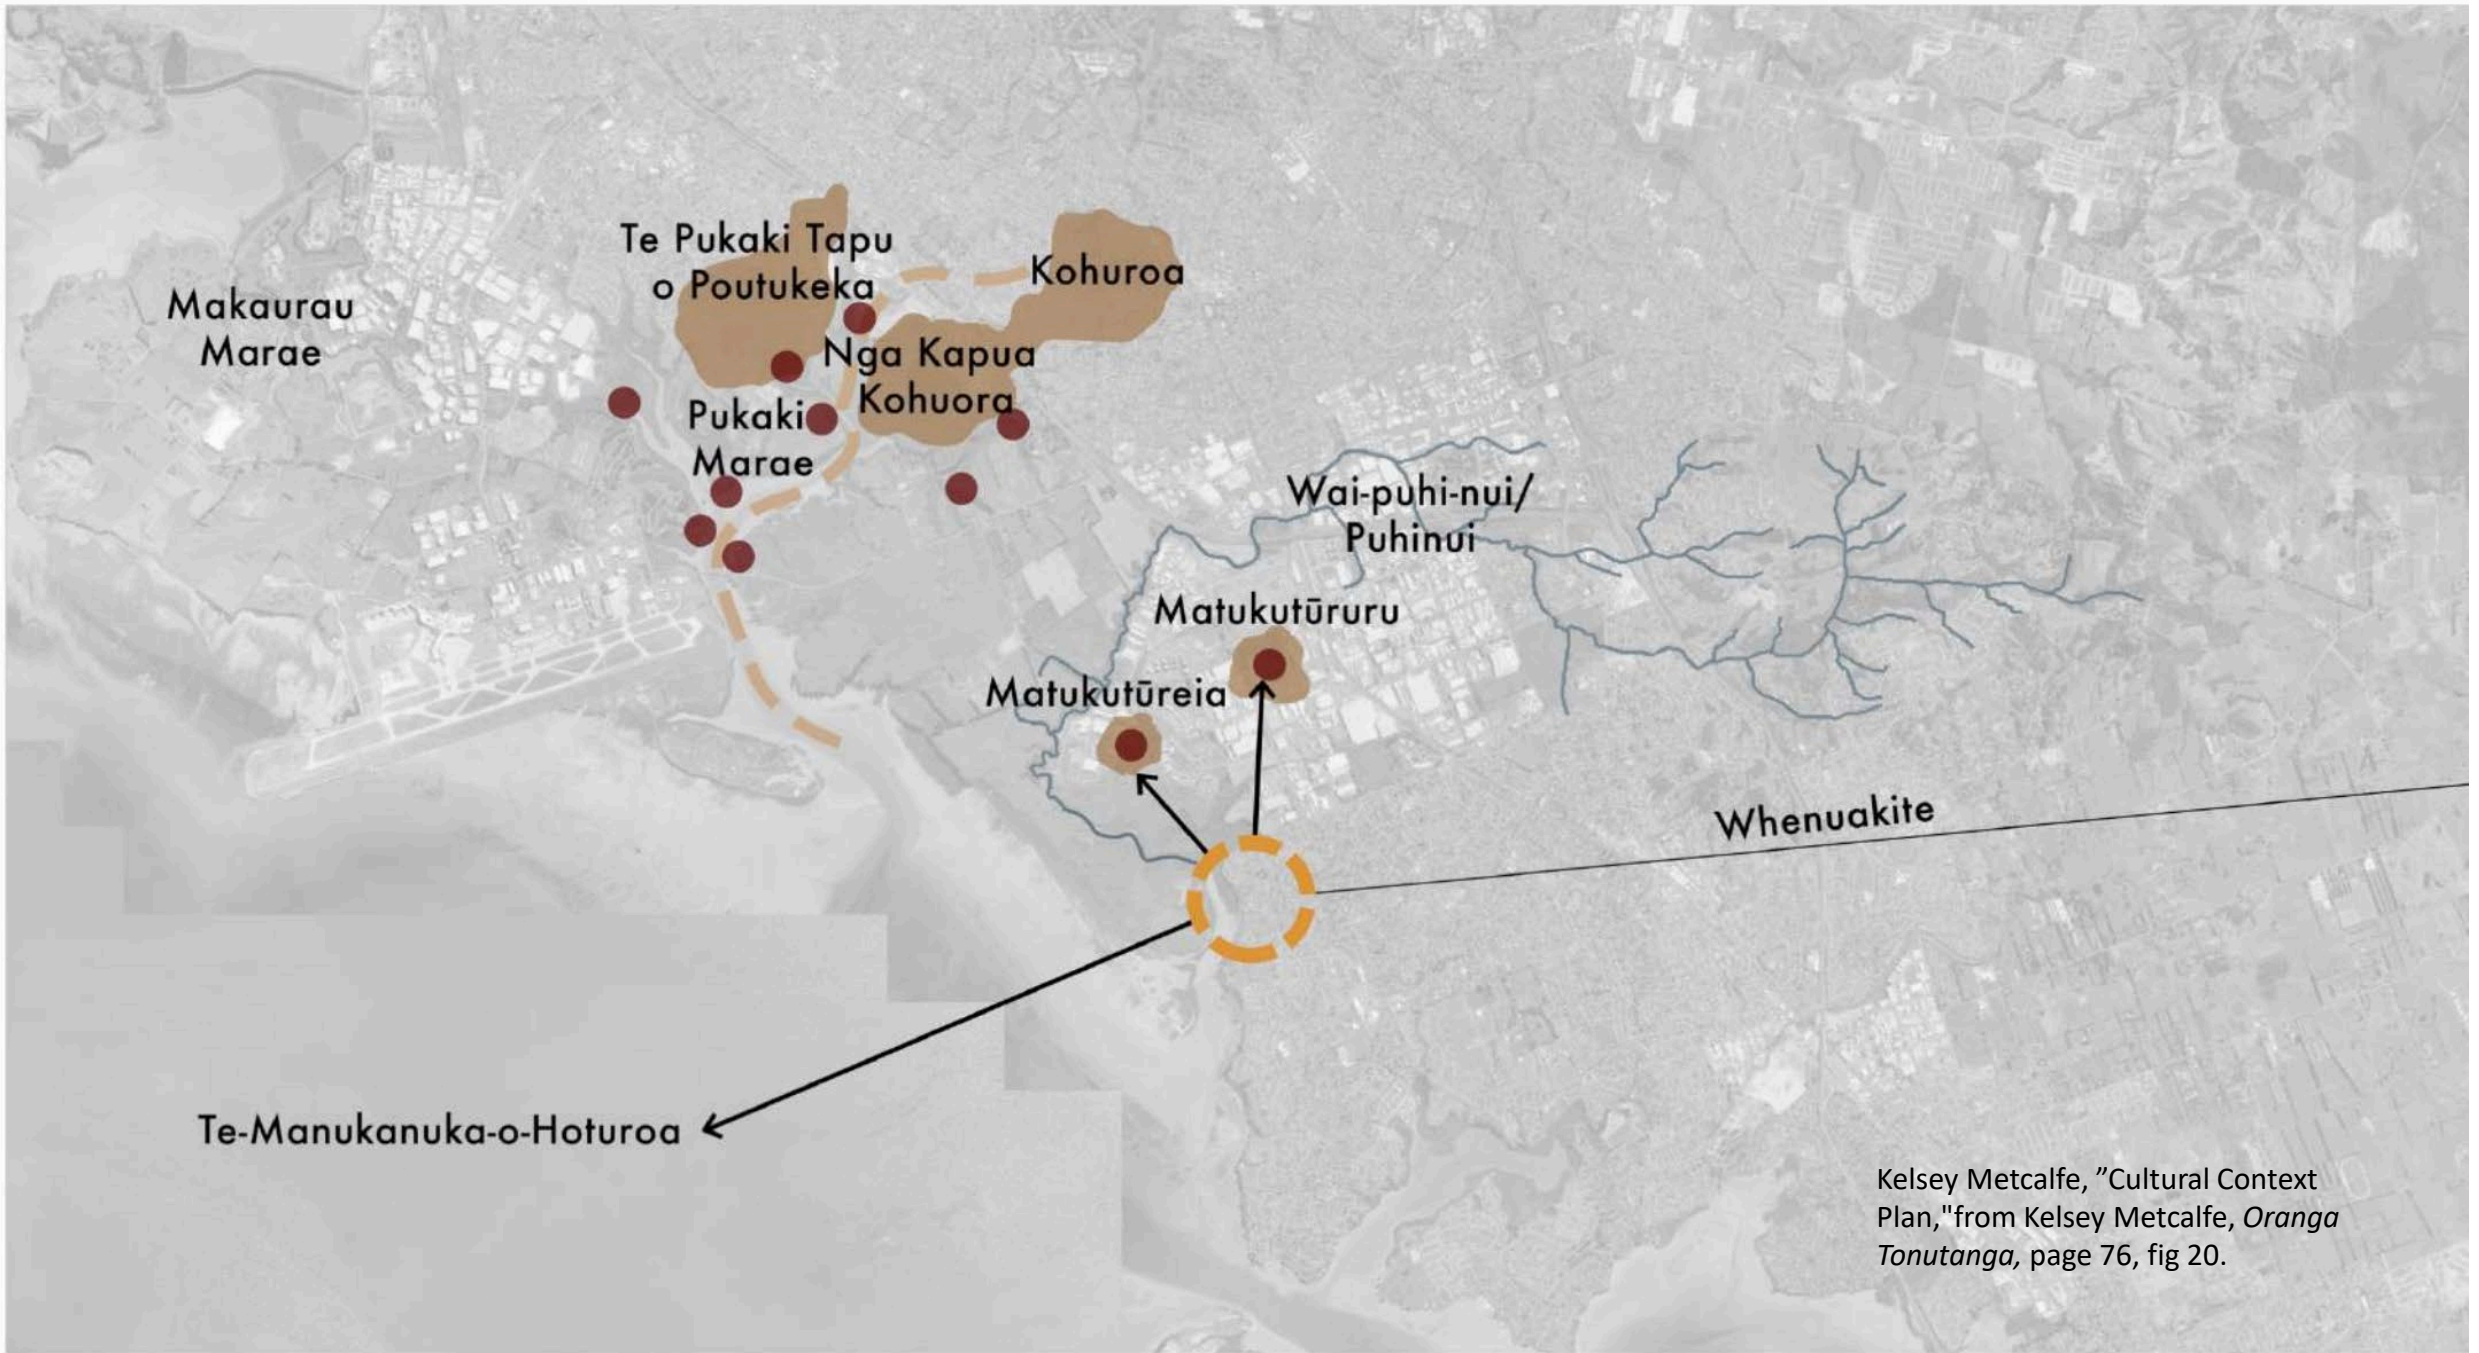 Te Pukaki Tapu
o Poutukeka
Kohuroa
Makaurau
Marae
Nga Kapua
Kohuora
Pukaki
Marae
Wai-puhi-nui/
Puhinui
Matukutūruru
Matukutūreia
Whenuakite
Te-Manukanuka-o-Hoturoa
Kelsey Metcalfe, ”Cultural Context
Plan,"from Kelsey Metcalfe, Oranga
Tonutanga, page 76, fig 20.